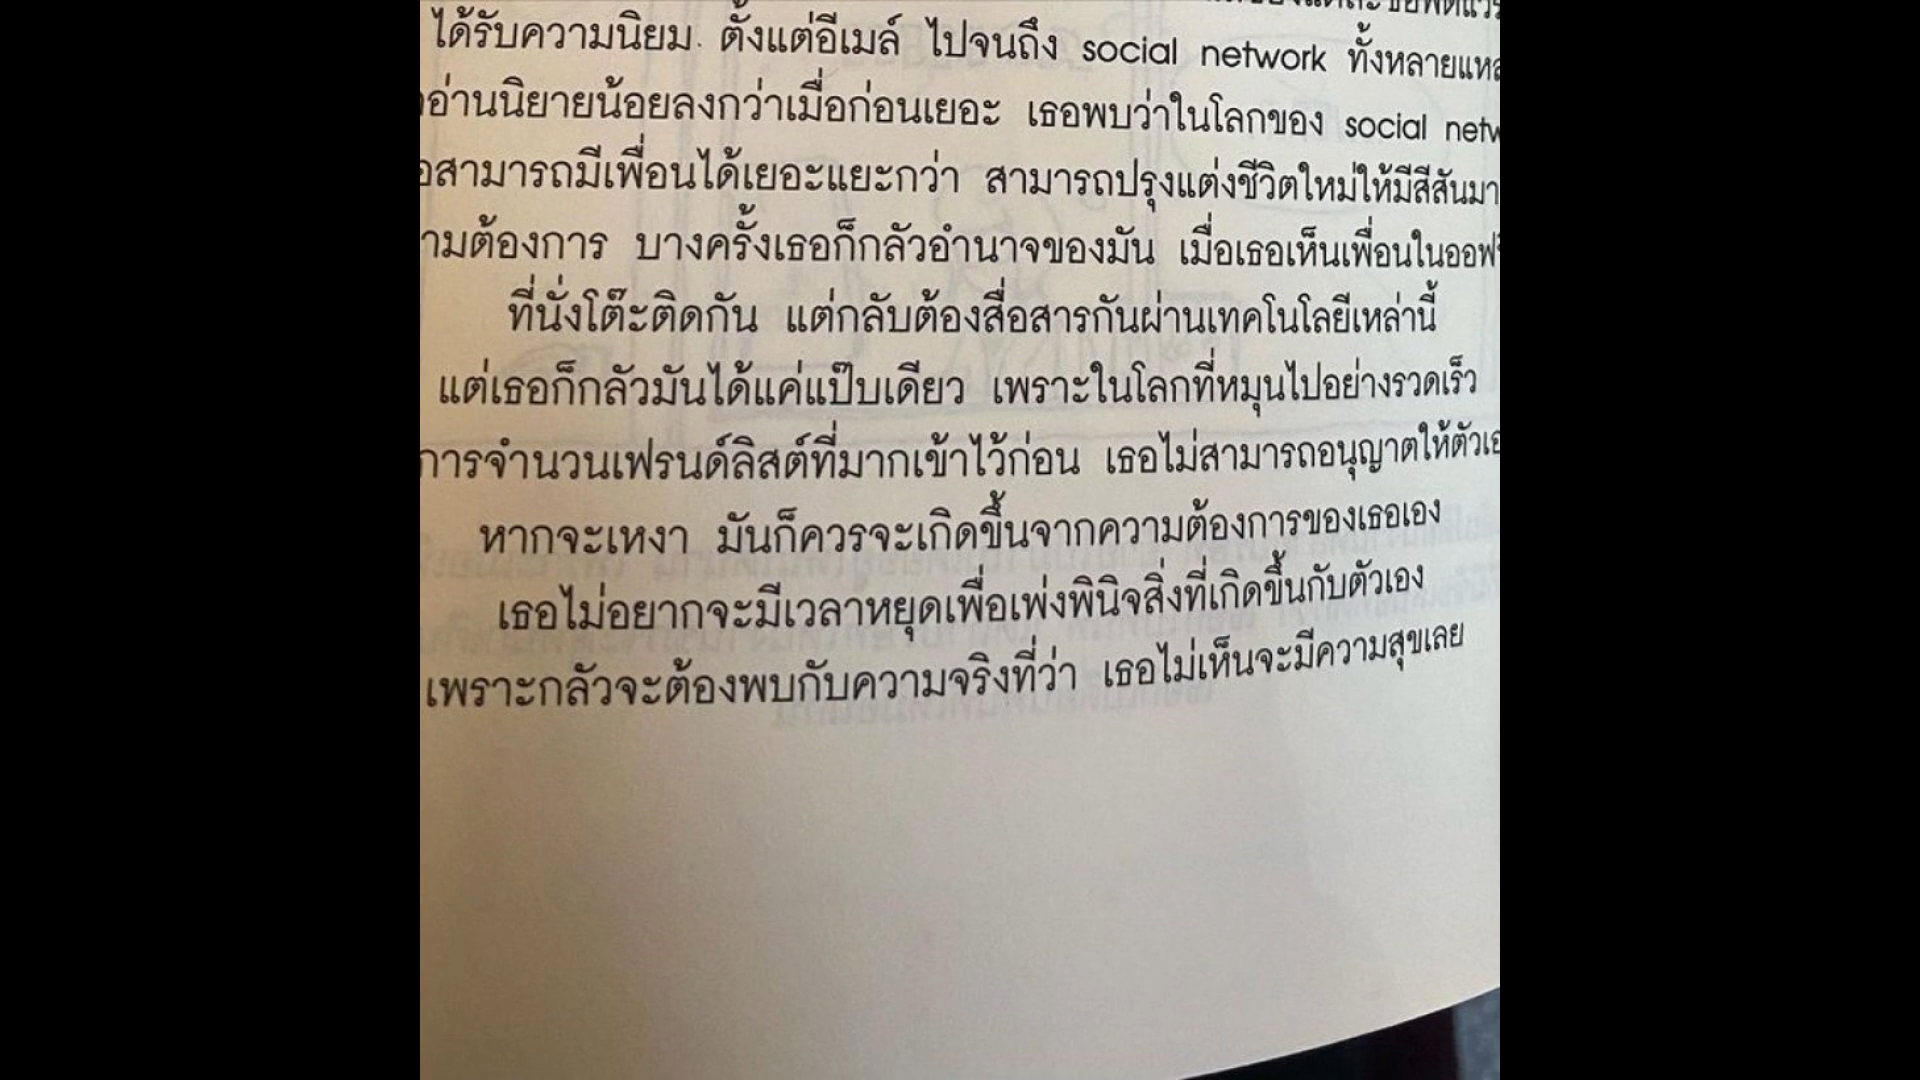 ได้รับความนิยม ตั้งแต่อีเมล์ ไปจนถึง social network ทั้งหลายแหล
อ่านนิยายน้อยลงกว่าเมื่อก่อนเยอะ เธอพบว่าในโลกของ social netw
อสามารถมีเพื่อนได้เยอะแยะกว่า สามารถปรุงแต่งชีวิตใหม่ให้มีสีสันมา
ามต้องการ บางครั้งเธอก็กลัวอำนาจของมัน เมื่อเธอเห็นเพื่อนในออฟ
ที่นั่งโต๊ะติดกัน แต่กลับต้องสื่อสารกันผ่านเทคโนโลยีเหล่านี้
แต่เธอก็กลัวมันได้แค่แป๊บเดียว เพราะในโลกที่หมุนไปอย่างรวดเร็ว
การจำนวนเฟรนด์ลิสต์ที่มากเข้าไว้ก่อน เธอไม่สามารถอนุญาตให้ตัวเธ
หากจะเหงา มันก็ควรจะเกิดขึ้นจากความต้องการของเธอเอง
เธอไม่อยากจะมีเวลาหยุดเพื่อเพ่งพินิจสิ่งที่เกิดขึ้นกับตัวเอง
เพราะกลัวจะต้องพบกับความจริงที่ว่า เธอไม่เห็นจะมีความสุขเลย